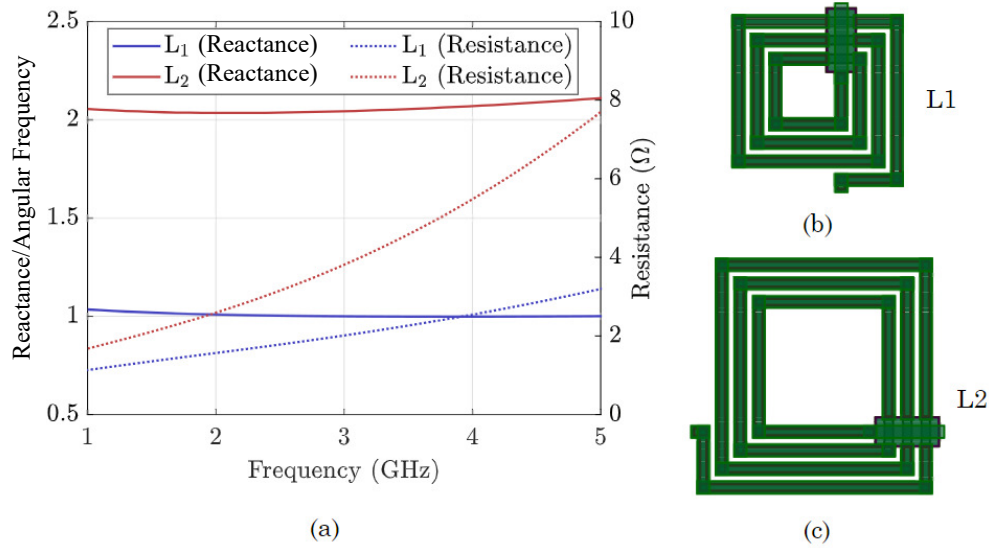 2.5
2
1.5
1
0.5
Reactance/Angular Frequency
L1 (Reactance)
L2 (Reactance)
L1 (Resistance)
L2 (Resistance)
10
8
6
4
2
0
Resistance (Ω)
1 2 3 4 5
Frequency (GHz)
(a)
L1
(b)
L2
(c)